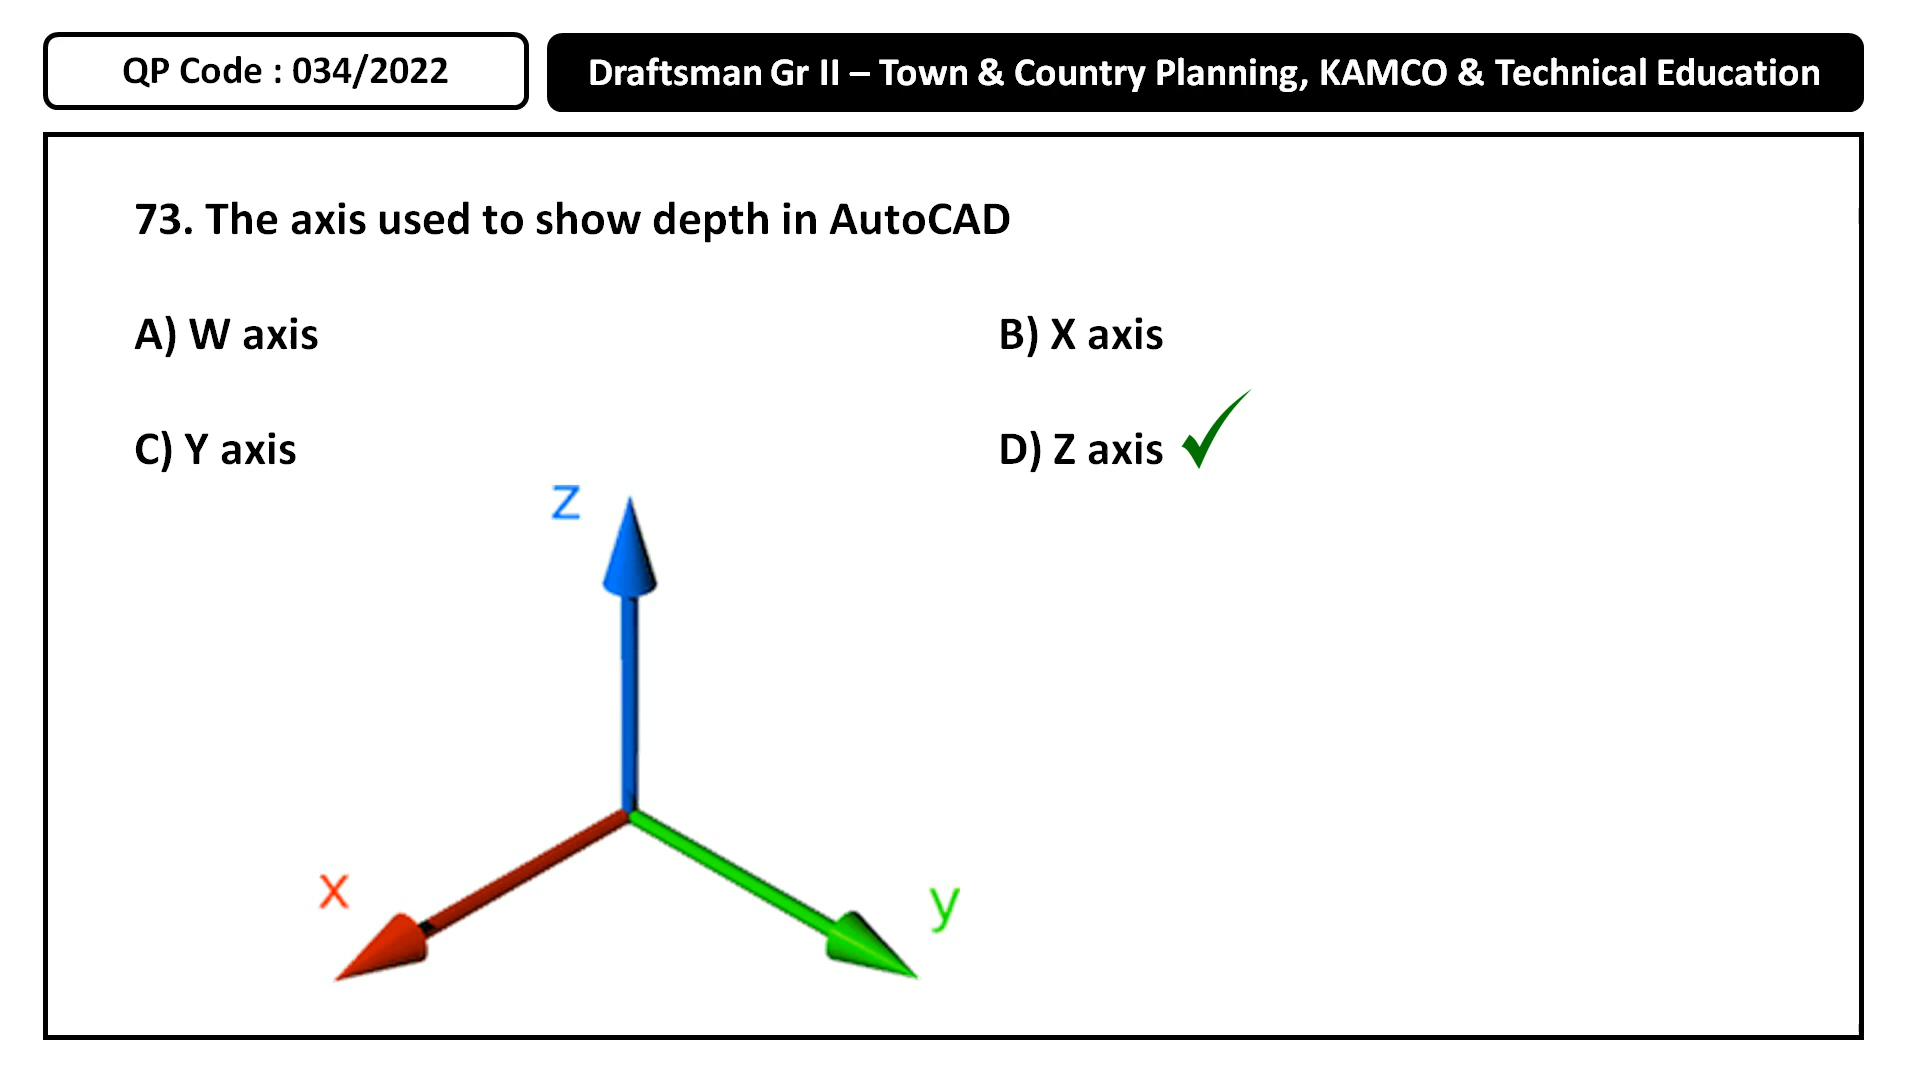 QP Code : 034/2022
Draftsman Gr II – Town & Country Planning, KAMCO & Technical Education
73. The axis used to show depth in AutoCAD
A) W axis
B) X axis
C) Y axis
D) Z axis
z
x
y